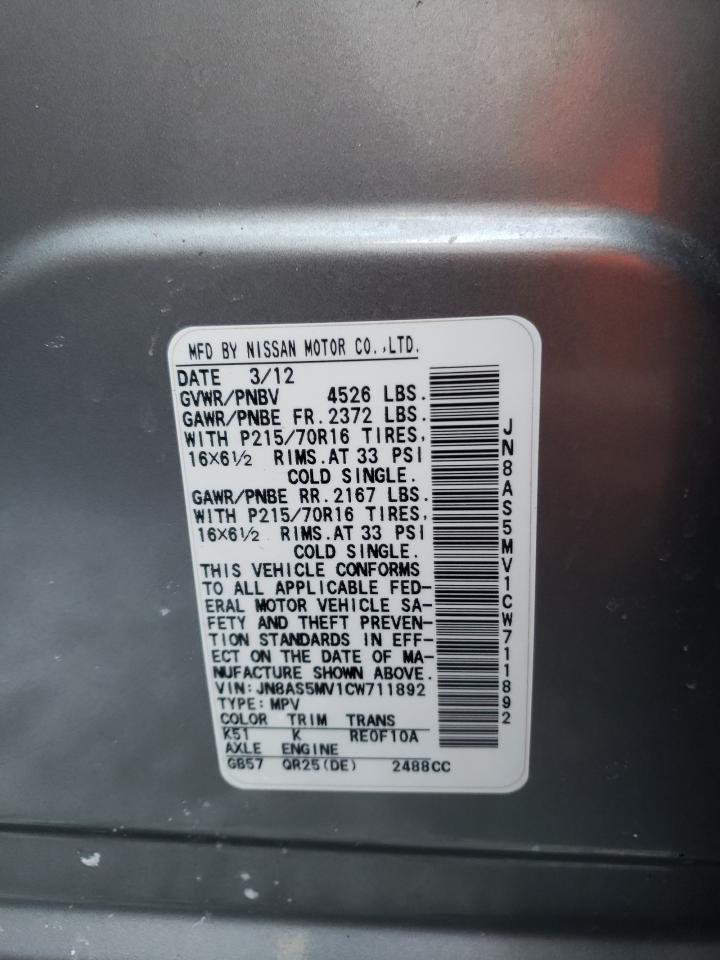 MFD BY NISSAN MOTOR CO.,LTD.
DATE 3/12
GVWR/PNBV 4526 LBS.
GAWR/PNBE FR. 2372 LBS.
WITH P215/70R16 TIRES,
16X6½ RIMS. AT 33 PSI
COLD SINGLE.
GAWR/PNBE RR. 2167 LBS.
WITH P215/70R16 TIRES,
16X6½ RIMS. AT 33 PSI
COLD SINGLE.
THIS VEHICLE CONFORMS
TO ALL APPLICABLE FED-
ERAL MOTOR VEHICLE SA-
FETY AND THEFT PREVEN-
TION STANDARDS IN EFF-
ECT ON THE DATE OF MA-
NUFACTURE SHOWN ABOVE.
VIN: JN8AS5MV1CW711892
TYPE: MPV
COLOR TRIM TRANS
K51 K RE0F10A
AXLE ENGINE
GB57 QR25(DE) 2488CC
JN8AS5MV1CW711892